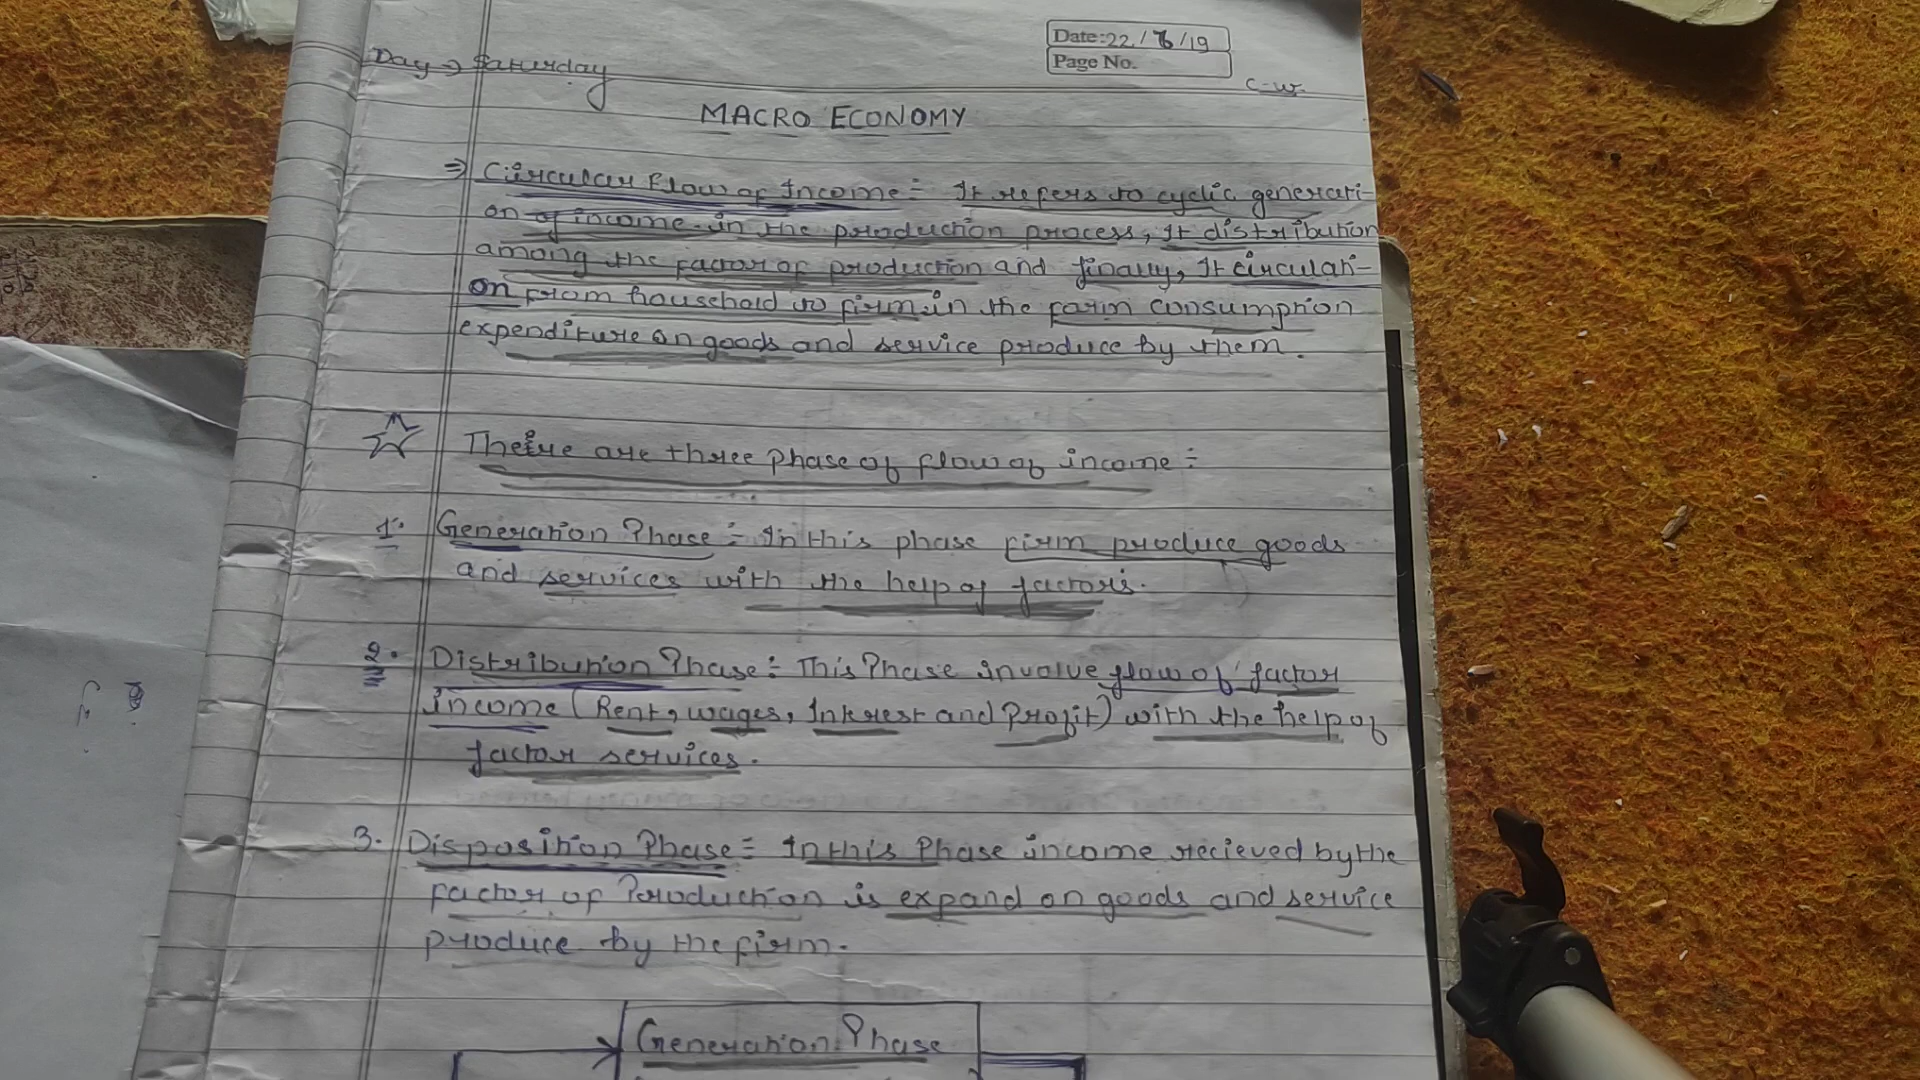 Day → Saturday
Date: 22/6/19
Page No.
C.W.
MACRO ECONOMY
⇒ Circular Flow of Income:- It refers to cyclic generati-
on of income in the production process, It distribution
among the factor of production and finally, It circulati-
on from household to firm in the form consumption
expenditure on goods and service produce by them.
☆ There are three phase of flow of income:-
1. Generation Phase:- In this phase firm produce goods
and services with the help of factors.
2. Distribution Phase:- This Phase involve flow of factor
income (Rent, wages, Interest and Profit) with the help of
factor services.
3. Disposition Phase:- In this Phase income recieved by the
factor of Production is expand on goods and service
produce by the firm.
Generation Phase